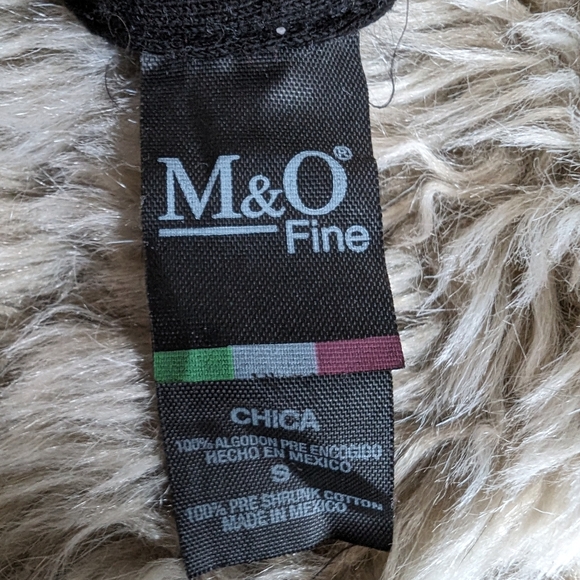 M&O®
Fine
CHICA
100% ALGODON PRE ENCOGIDO
HECHO EN MEXICO
S
100% PRE SHRUNK COTTON
MADE IN MEXICO